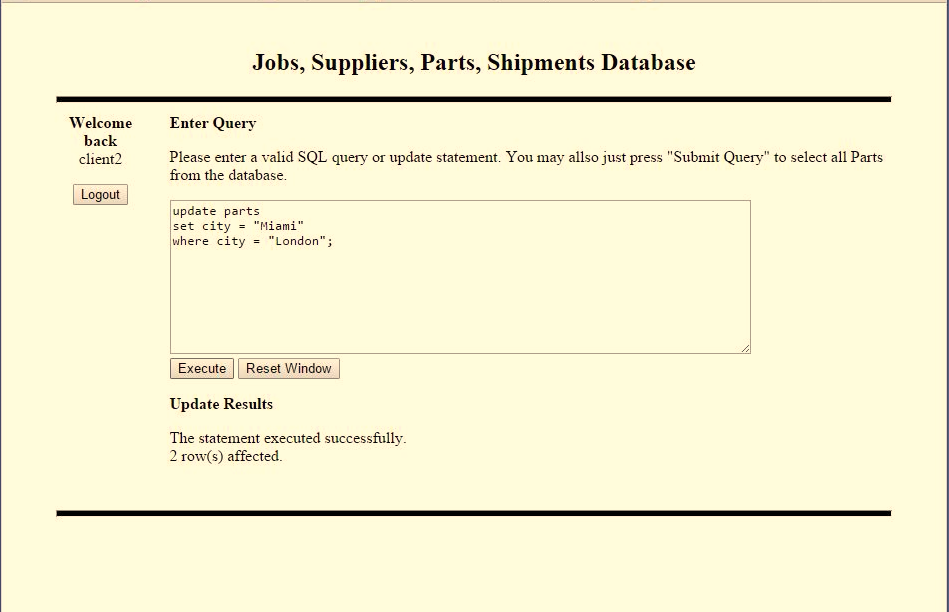 Jobs, Suppliers, Parts, Shipments Database
Welcome
back
client2
Logout
Enter Query
Please enter a valid SQL query or update statement. You may allso just press "Submit Query" to select all Parts
from the database.
update parts
set city = "Miami"
where city = "London";
Execute Reset Window
Update Results
The statement executed successfully.
2 row(s) affected.